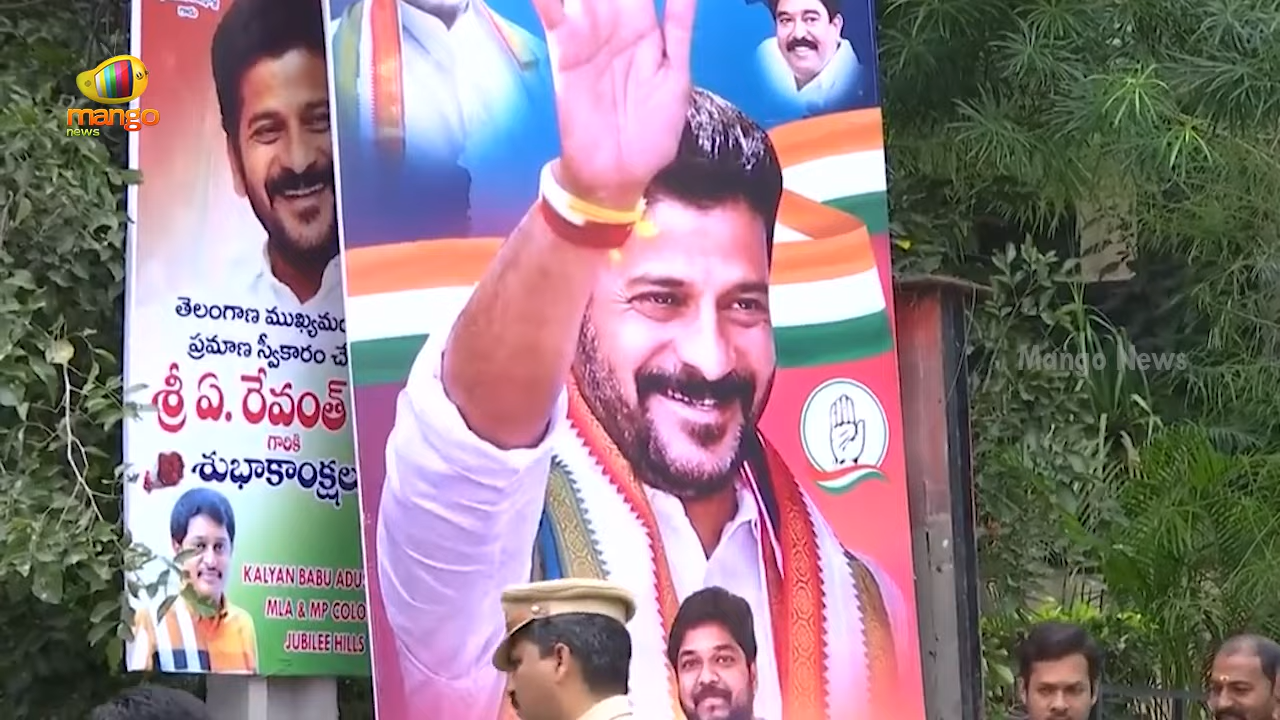 mango
news
గారు
తెలంగాణ ముఖ్యమం
ప్రమాణ స్వీకారం చే
శ్రీ ఏ. రేవంత్
గారికి
శుభాకాంక్షల
KALYAN BABU ADUS
MLA & MP COLO
JUBILEE HILLS
Mango News